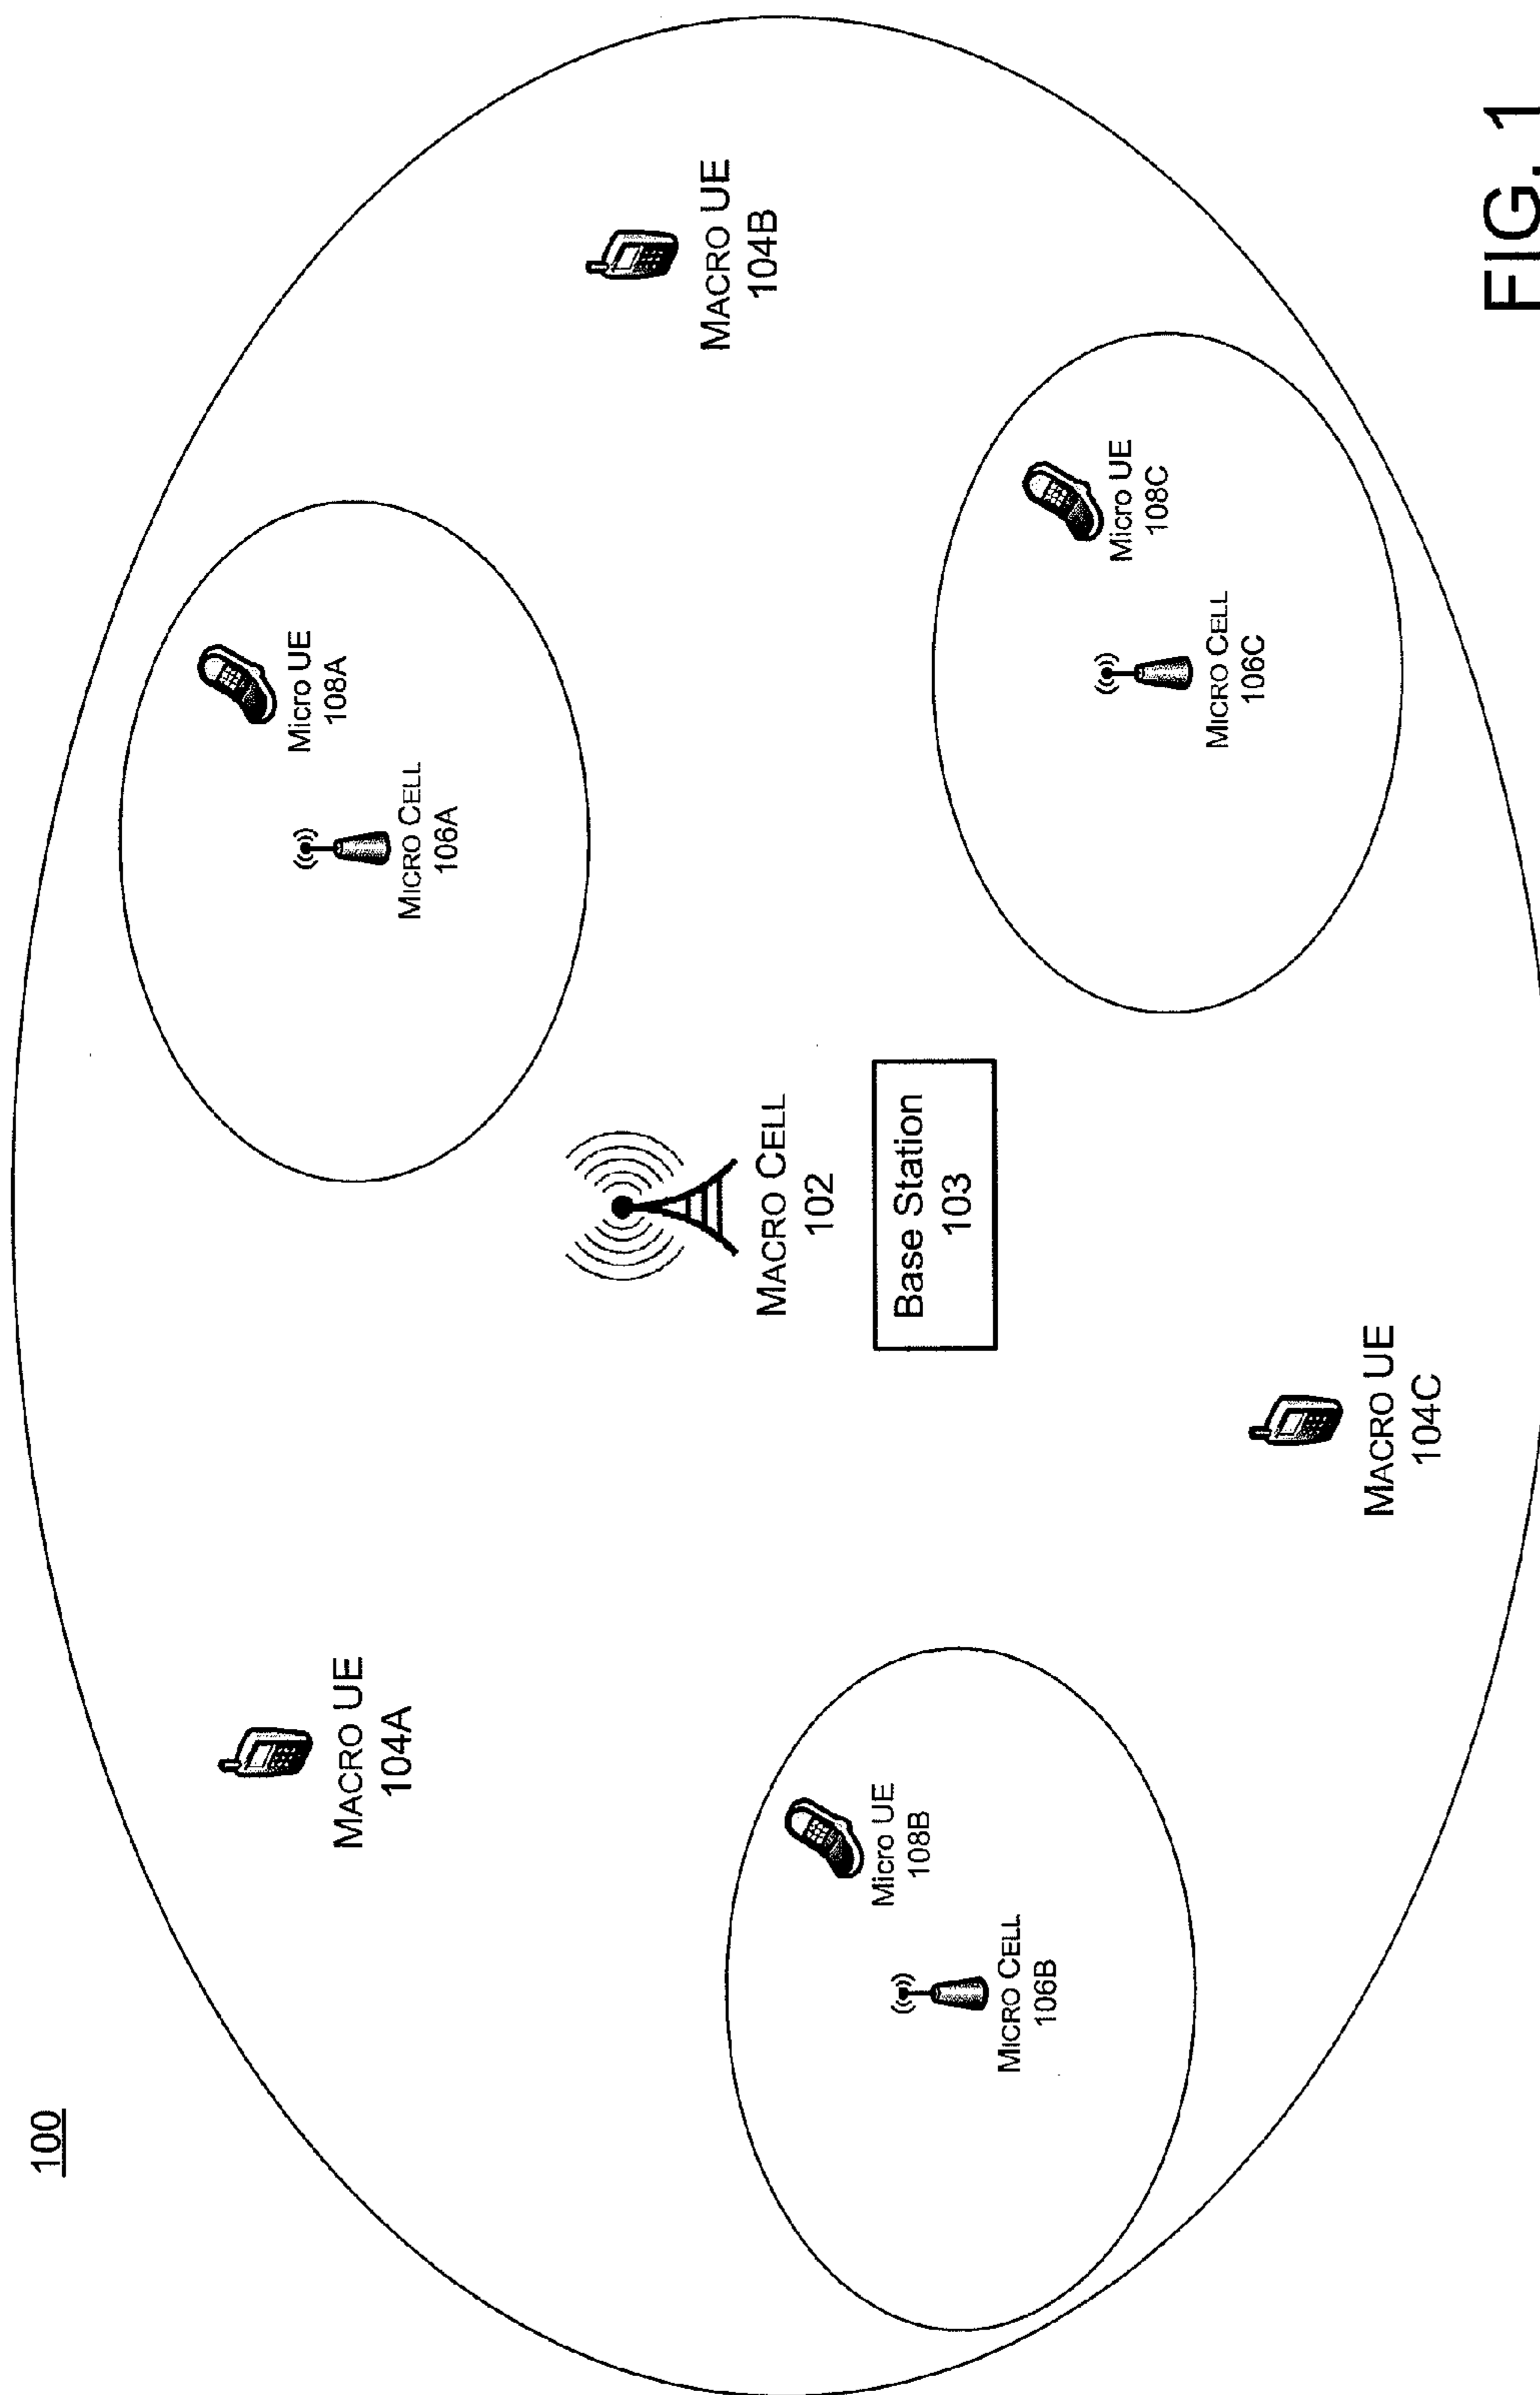 100
MACRO UE
104A
Micro UE
108A
MICRO CELL
106A
MACRO CELL
102
Base Station
103
MACRO UE
104B
Micro UE
108B
MICRO CELL
106B
Micro UE
108C
MICRO CELL
106C
MACRO UE
104C
FIG. 1